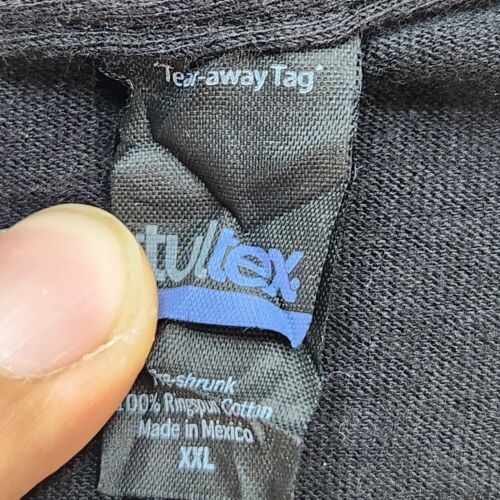 "Tear-away Tag"
tultex
Pre-shrunk
100% Ringspun Cotton
Made in Mexico
XXL